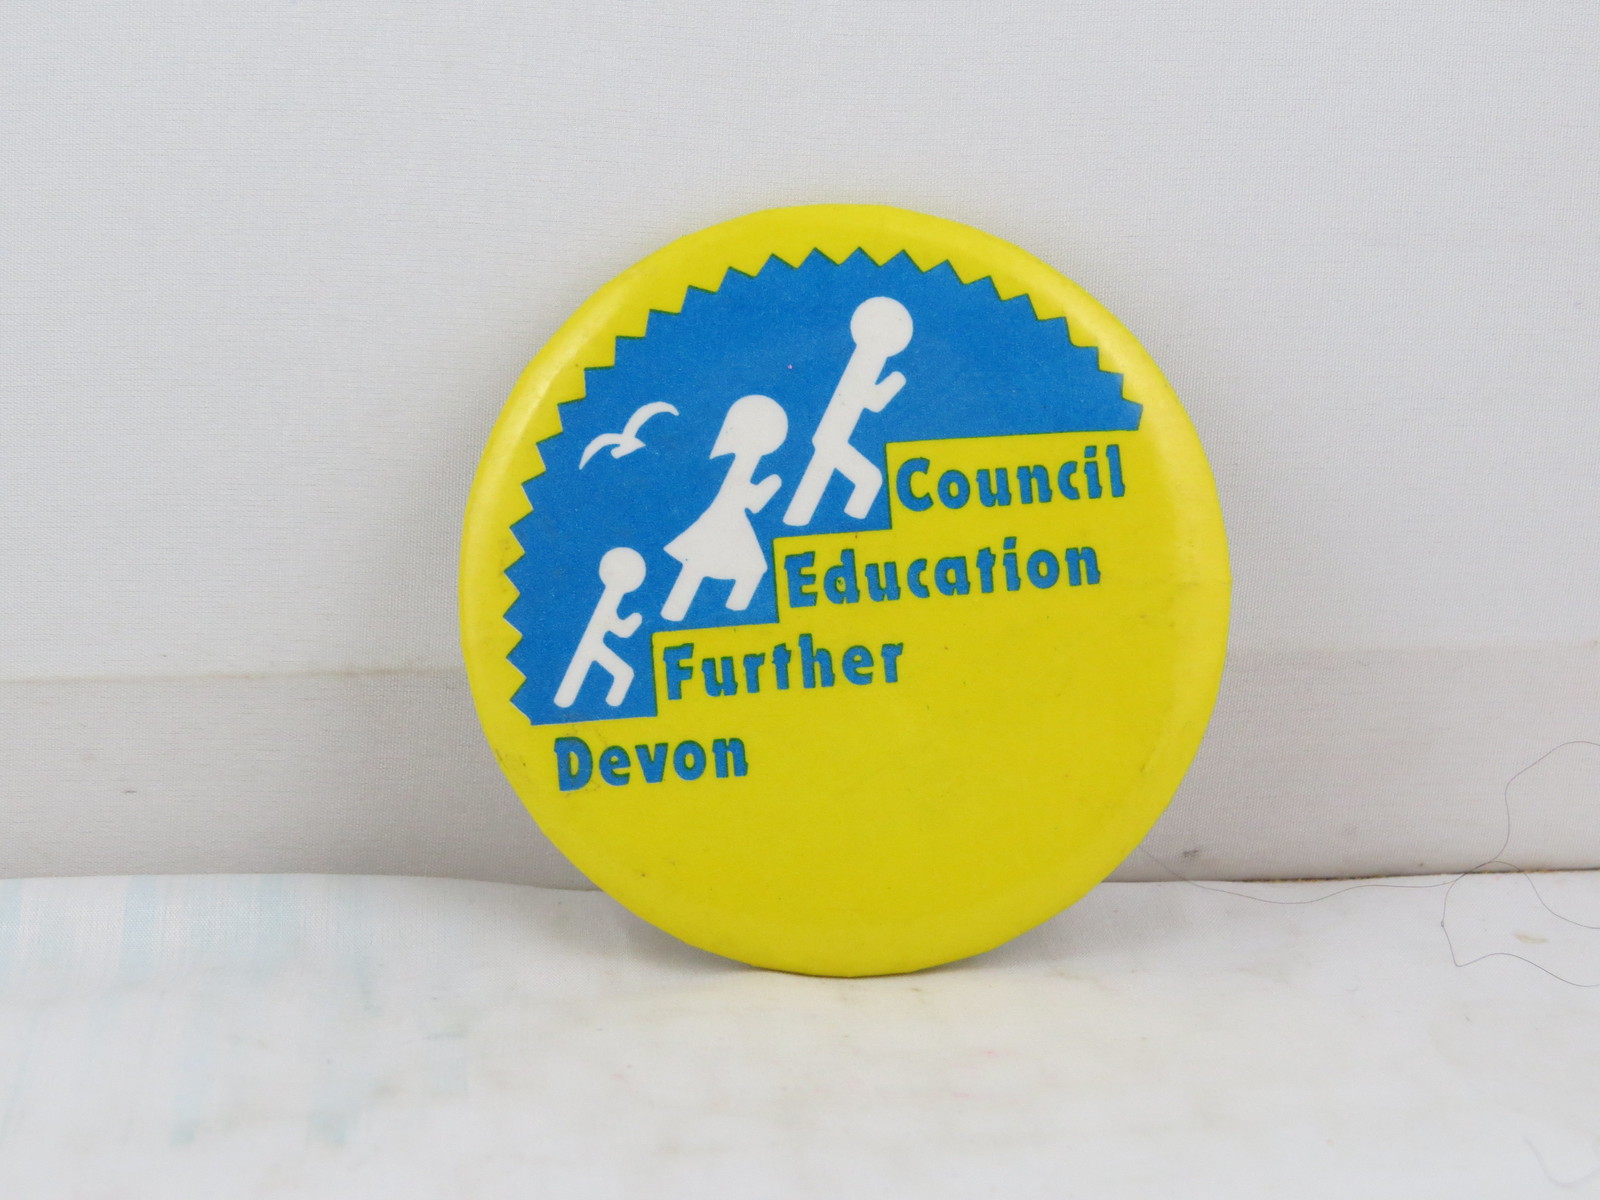 Council
Education
Further
Devon